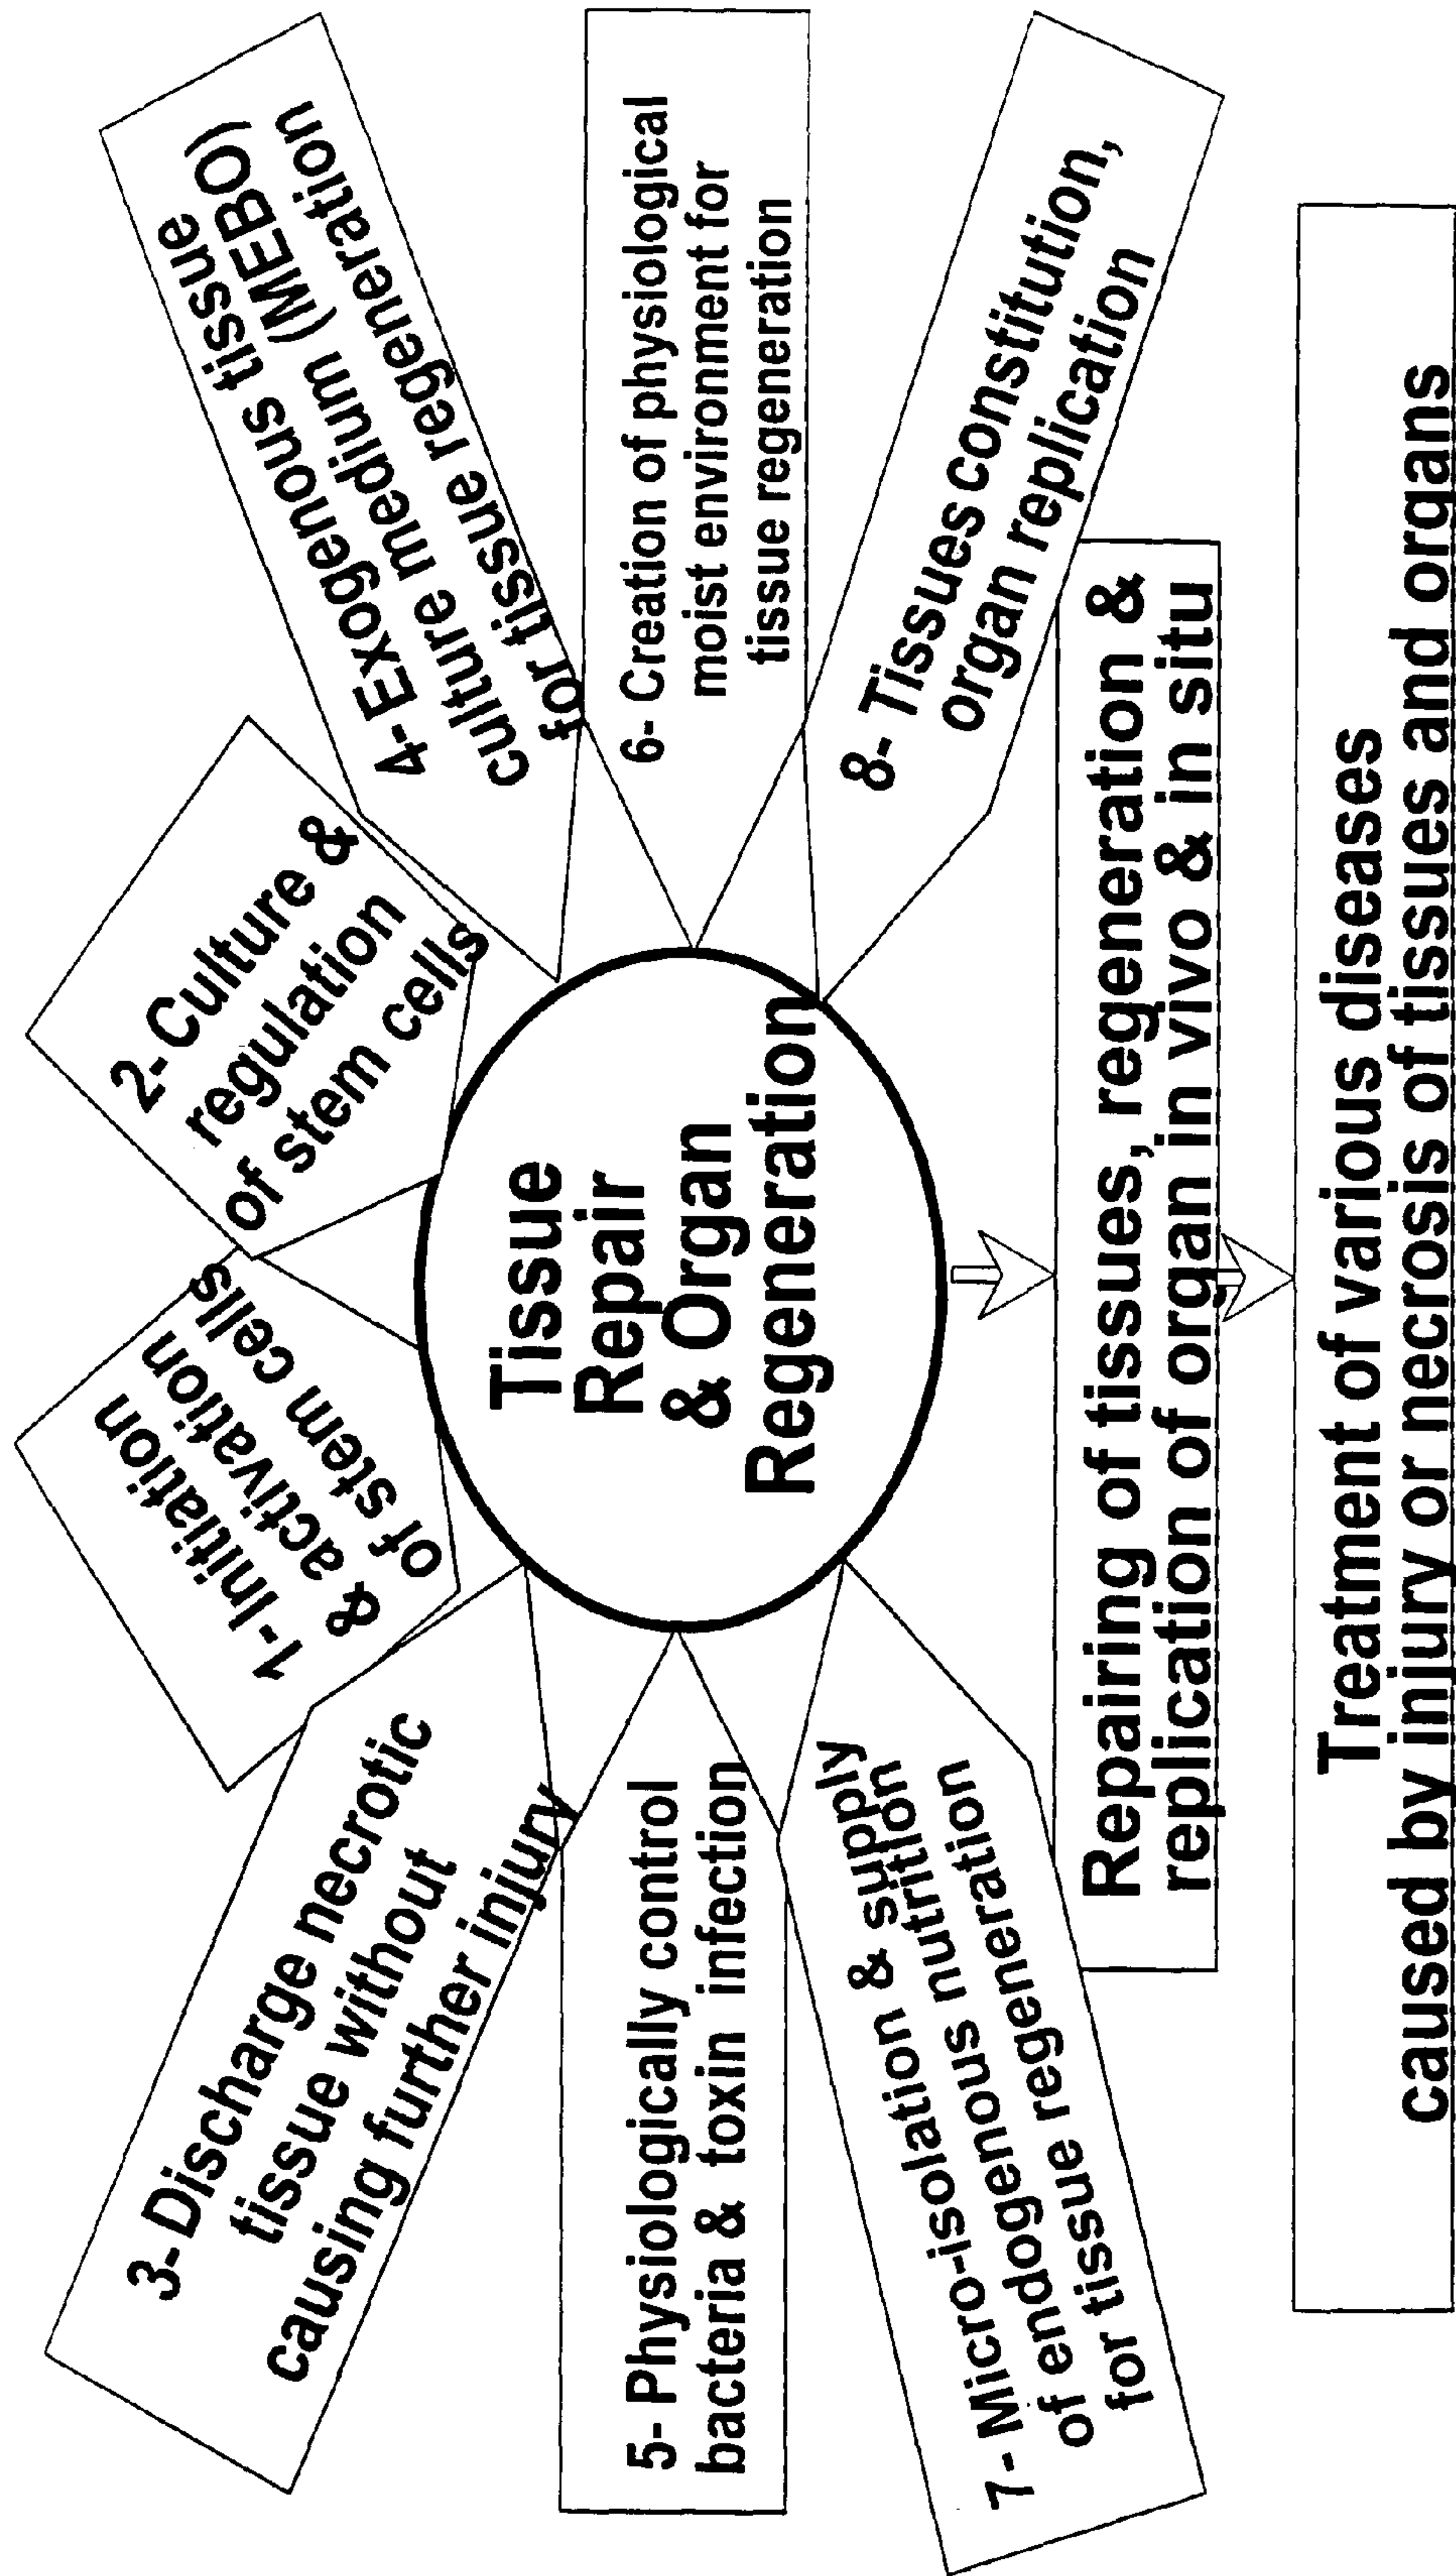 1- Initiation
& activation
of stem cells
2- Culture &
regulation
of stem cells
3- Discharge necrotic
tissue without
causing further injury
4- Exogenous tissue
culture medium (MEBO)
for tissue regeneration
5- Physiologically control
bacteria & toxin infection
6- Creation of physiological
moist environment for
tissue regeneration
7- Micro-isolation & supply
of endogenous nutrition
for tissue regeneration
8- Tissues constitution,
organ replication
Tissue
Repair
& Organ
Regeneration
Repairing of tissues, regeneration &
replication of organ in vivo & in situ
Treatment of various diseases
caused by injury or necrosis of tissues and organs